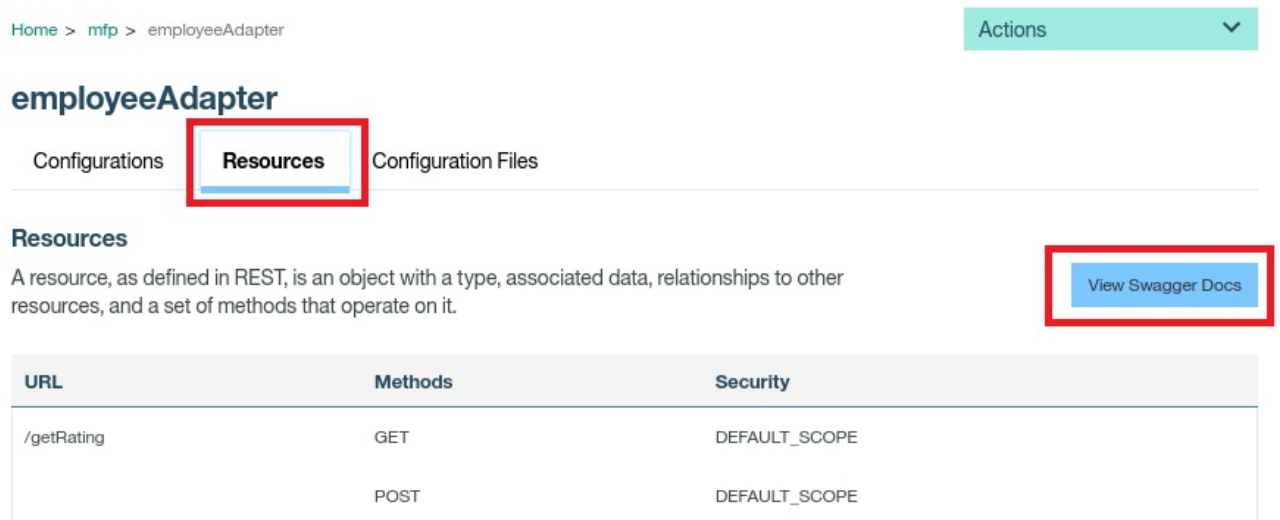 Home > mfp > employeeAdapter
Actions
employeeAdapter
Configurations Resources Configuration Files
Resources
A resource, as defined in REST, is an object with a type, associated data, relationships to other
resources, and a set of methods that operate on it.
View Swagger Docs
URL Methods Security
/getRating GET DEFAULT_SCOPE
POST DEFAULT_SCOPE